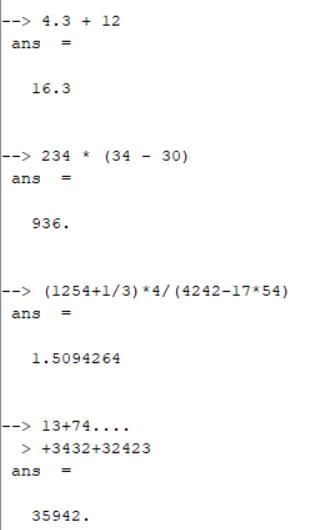 --> 4.3 + 12
ans  =
16.3
--> 234 * (34 - 30)
ans  =
936.
--> (1254+1/3)*4/(4242-17*54)
ans  =
1.5094264
--> 13+74....
> +3432+32423
ans  =
35942.